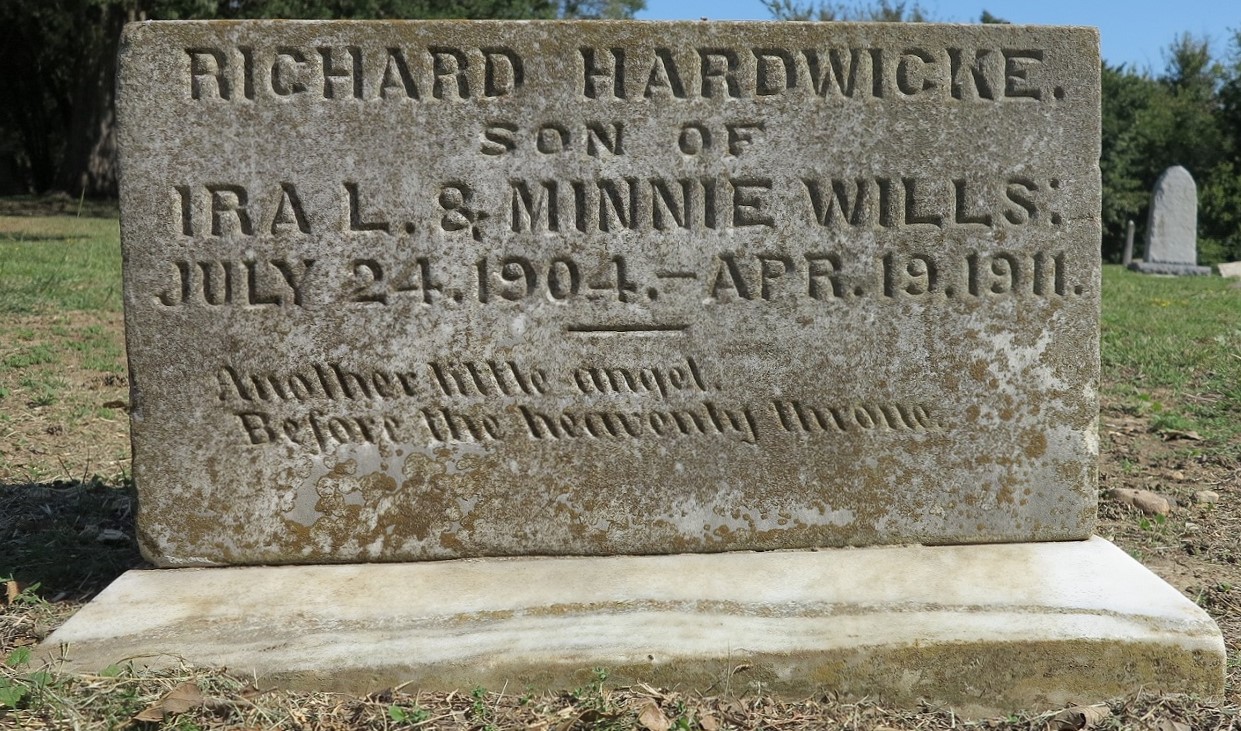 RICHARD HARDWICKE.
SON OF
IRA L. & MINNIE WILLS:
JULY 24. 1904.—APR. 19. 1911.
Another little angel.
Before the heavenly throne.